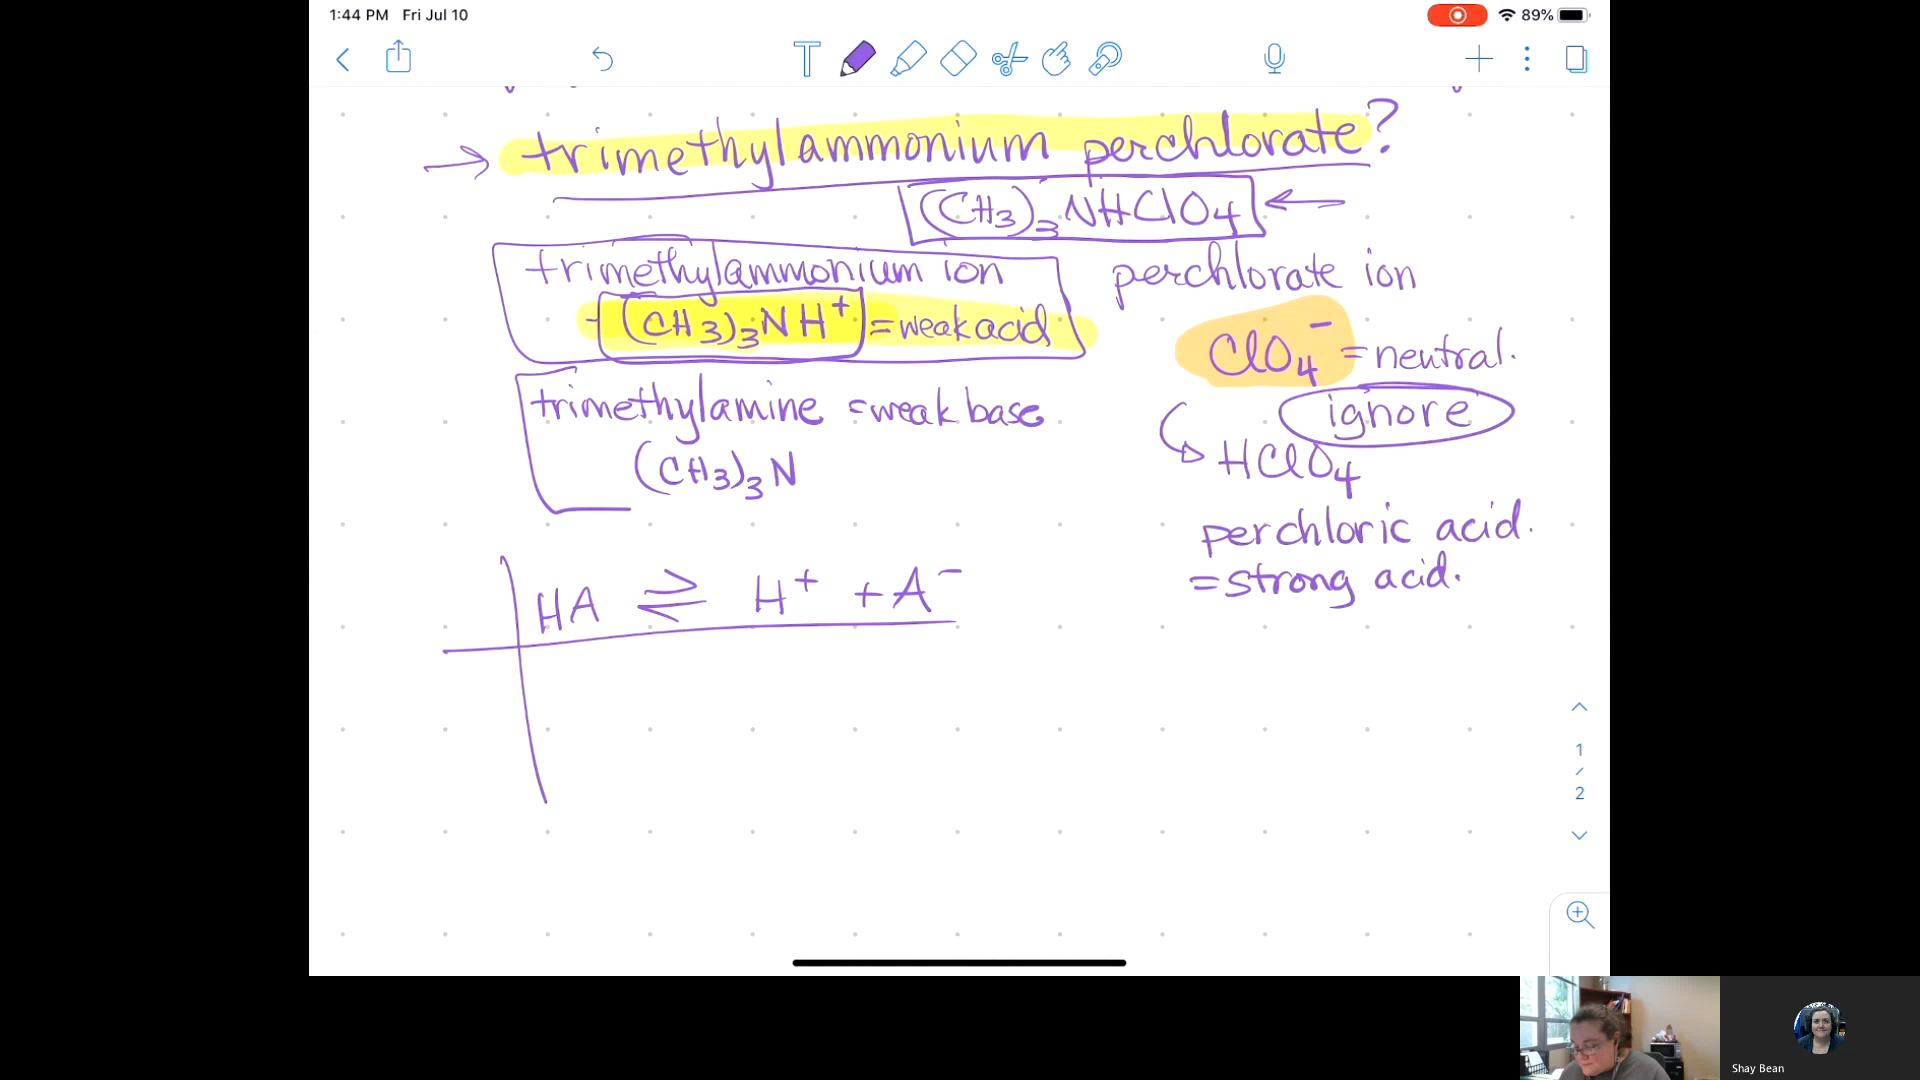 1:44 PM Fri Jul 10
89%
→ trimethylammonium perchlorate?
(CH3)3NHClO4 ←
trimethylammonium ion
- (CH3)3NH+ = weak acid
trimethylamine = weak base
(CH3)3N
perchlorate ion
ClO4- = neutral.
ignore
HClO4
perchloric acid.
= strong acid.
HA ⇌ H+ + A-
1
/
2
Shay Bean